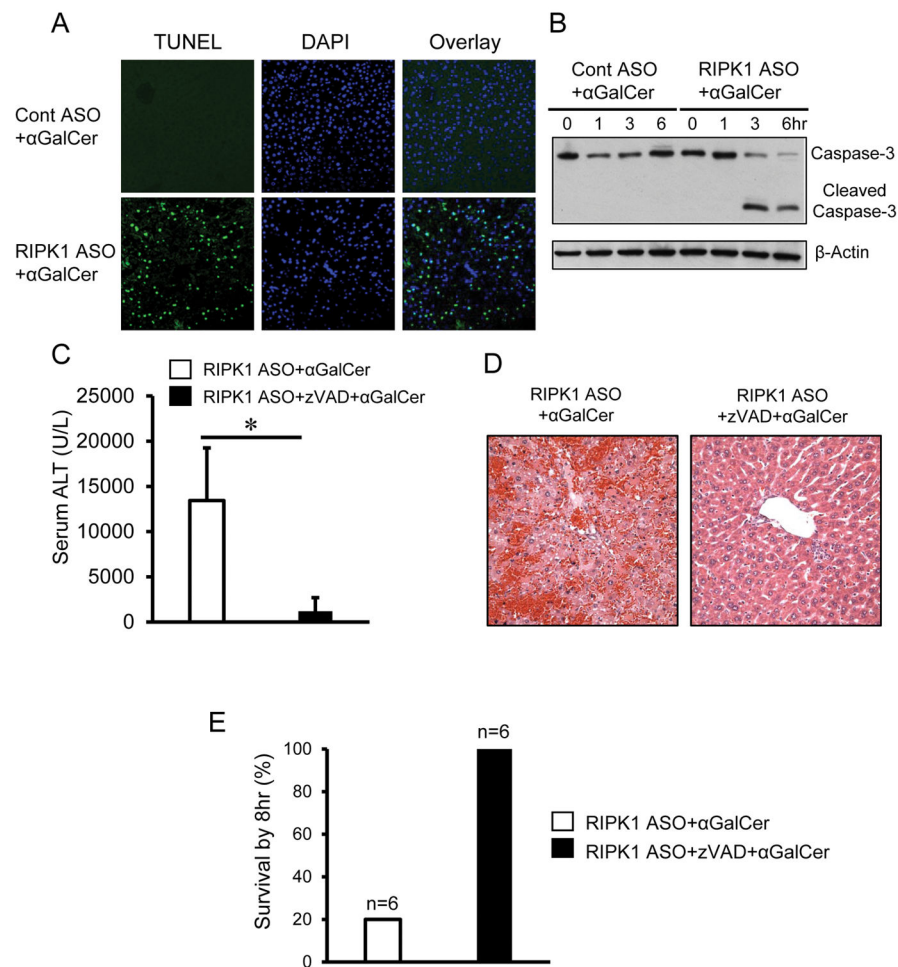 A
TUNEL DAPI Overlay
Cont ASO
+αGalCer
RIPK1 ASO
+αGalCer
B
Cont ASO
+αGalCer
RIPK1 ASO
+αGalCer
0 1 3 6 0 1 3 6hr
Caspase-3
Cleaved
Caspase-3
β-Actin
C
RIPK1 ASO+αGalCer
RIPK1 ASO+zVAD+αGalCer
Serum ALT (U/L)
25000
20000
15000
10000
5000
0
*
D
RIPK1 ASO
+αGalCer
RIPK1 ASO
+zVAD+αGalCer
E
Survival by 8hr (%)
100
80
60
40
20
0
n=6
n=6
RIPK1 ASO+αGalCer
RIPK1 ASO+zVAD+αGalCer